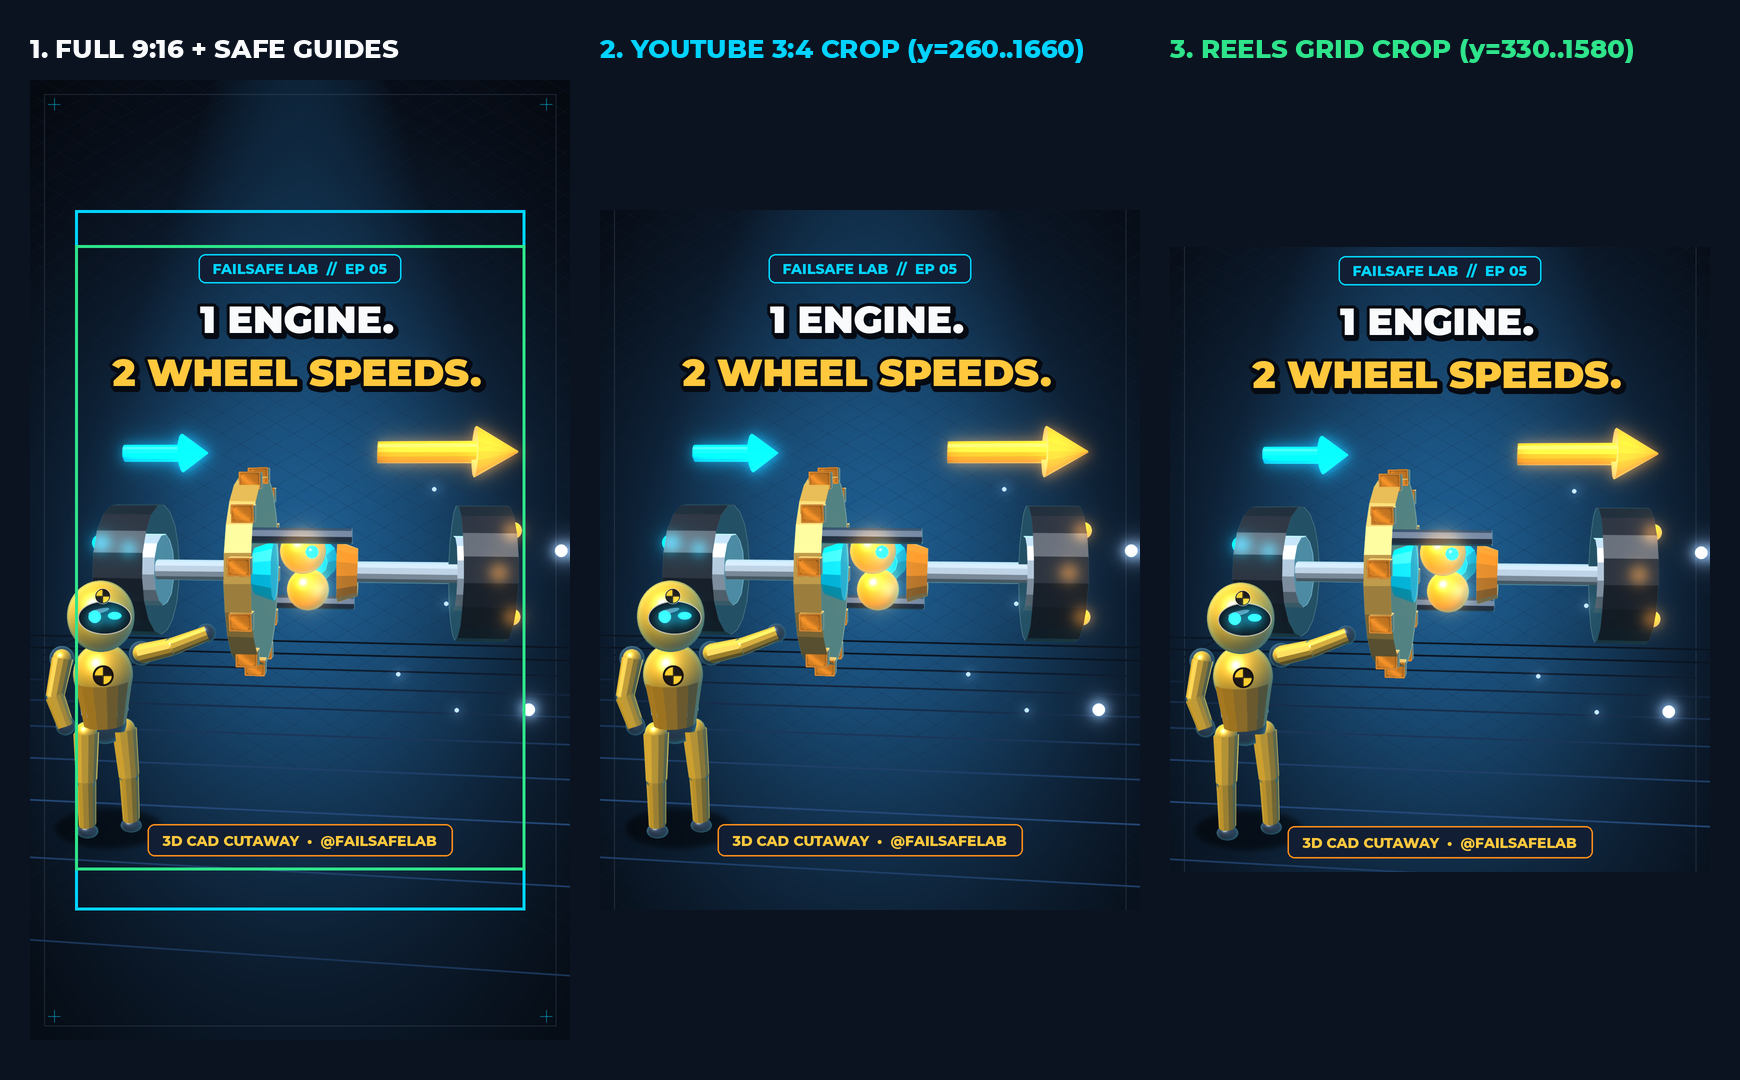 1. FULL 9:16 + SAFE GUIDES
FAILSAFE LAB // EP 05
1 ENGINE.
2 WHEEL SPEEDS.
3D CAD CUTAWAY • @FAILSAFELAB
2. YOUTUBE 3:4 CROP (y=260..1660)
FAILSAFE LAB // EP 05
1 ENGINE.
2 WHEEL SPEEDS.
3D CAD CUTAWAY • @FAILSAFELAB
3. REELS GRID CROP (y=330..1580)
FAILSAFE LAB // EP 05
1 ENGINE.
2 WHEEL SPEEDS.
3D CAD CUTAWAY • @FAILSAFELAB